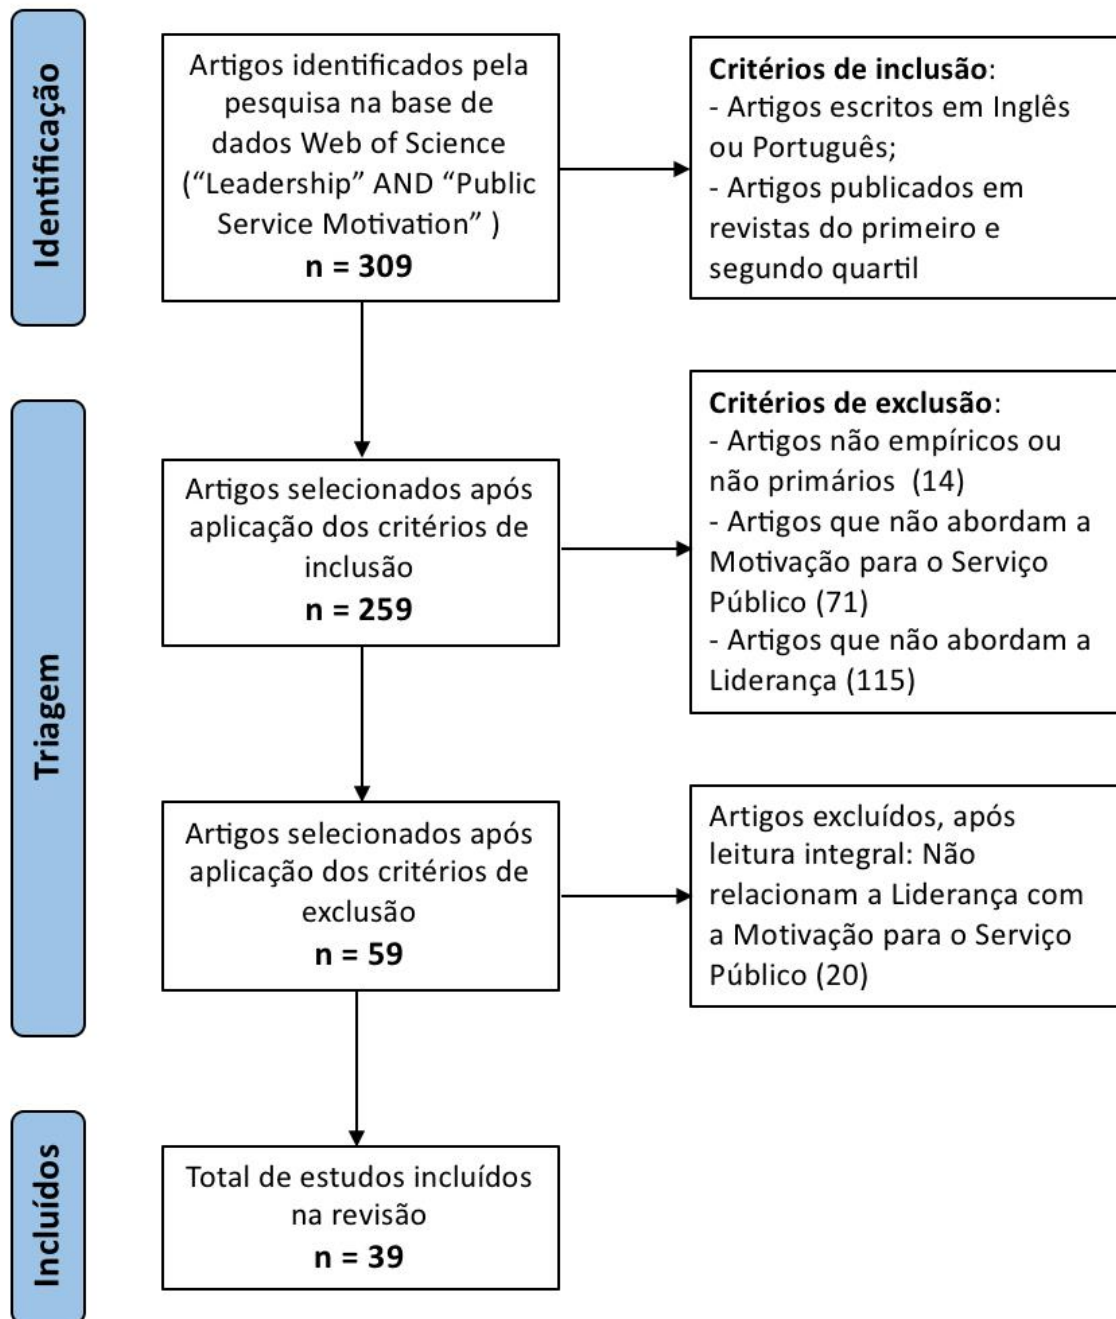 Identificação
Artigos identificados pela
pesquisa na base de
dados Web of Science
(“Leadership” AND “Public
Service Motivation” )
n = 309
Critérios de inclusão:
- Artigos escritos em Inglês
ou Português;
- Artigos publicados em
revistas do primeiro e
segundo quartil
Triagem
Artigos selecionados após
aplicação dos critérios de
inclusão
n = 259
Critérios de exclusão:
- Artigos não empíricos ou
não primários (14)
- Artigos que não abordam a
Motivação para o Serviço
Público (71)
- Artigos que não abordam a
Liderança (115)
Artigos selecionados após
aplicação dos critérios de
exclusão
n = 59
Artigos excluídos, após
leitura integral: Não
relacionam a Liderança com
a Motivação para o Serviço
Público (20)
Incluídos
Total de estudos incluídos
na revisão
n = 39